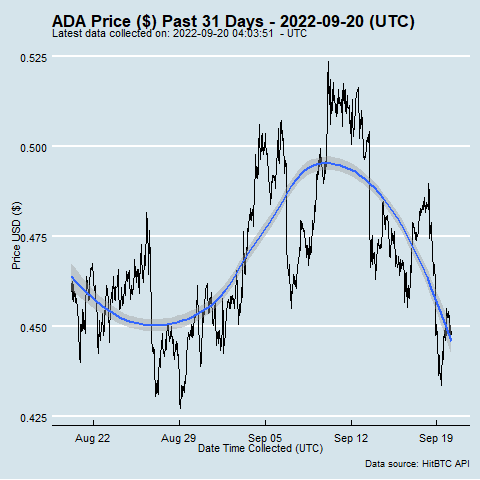 ADA Price ($) Past 31 Days - 2022-09-20 (UTC)
Latest data collected on: 2022-09-20 04:03:51 - UTC
0.525
0.500
0.475
0.450
0.425
Price USD ($)
Aug 22 Aug 29 Sep 05 Sep 12 Sep 19
Date Time Collected (UTC)
Data source: HitBTC API